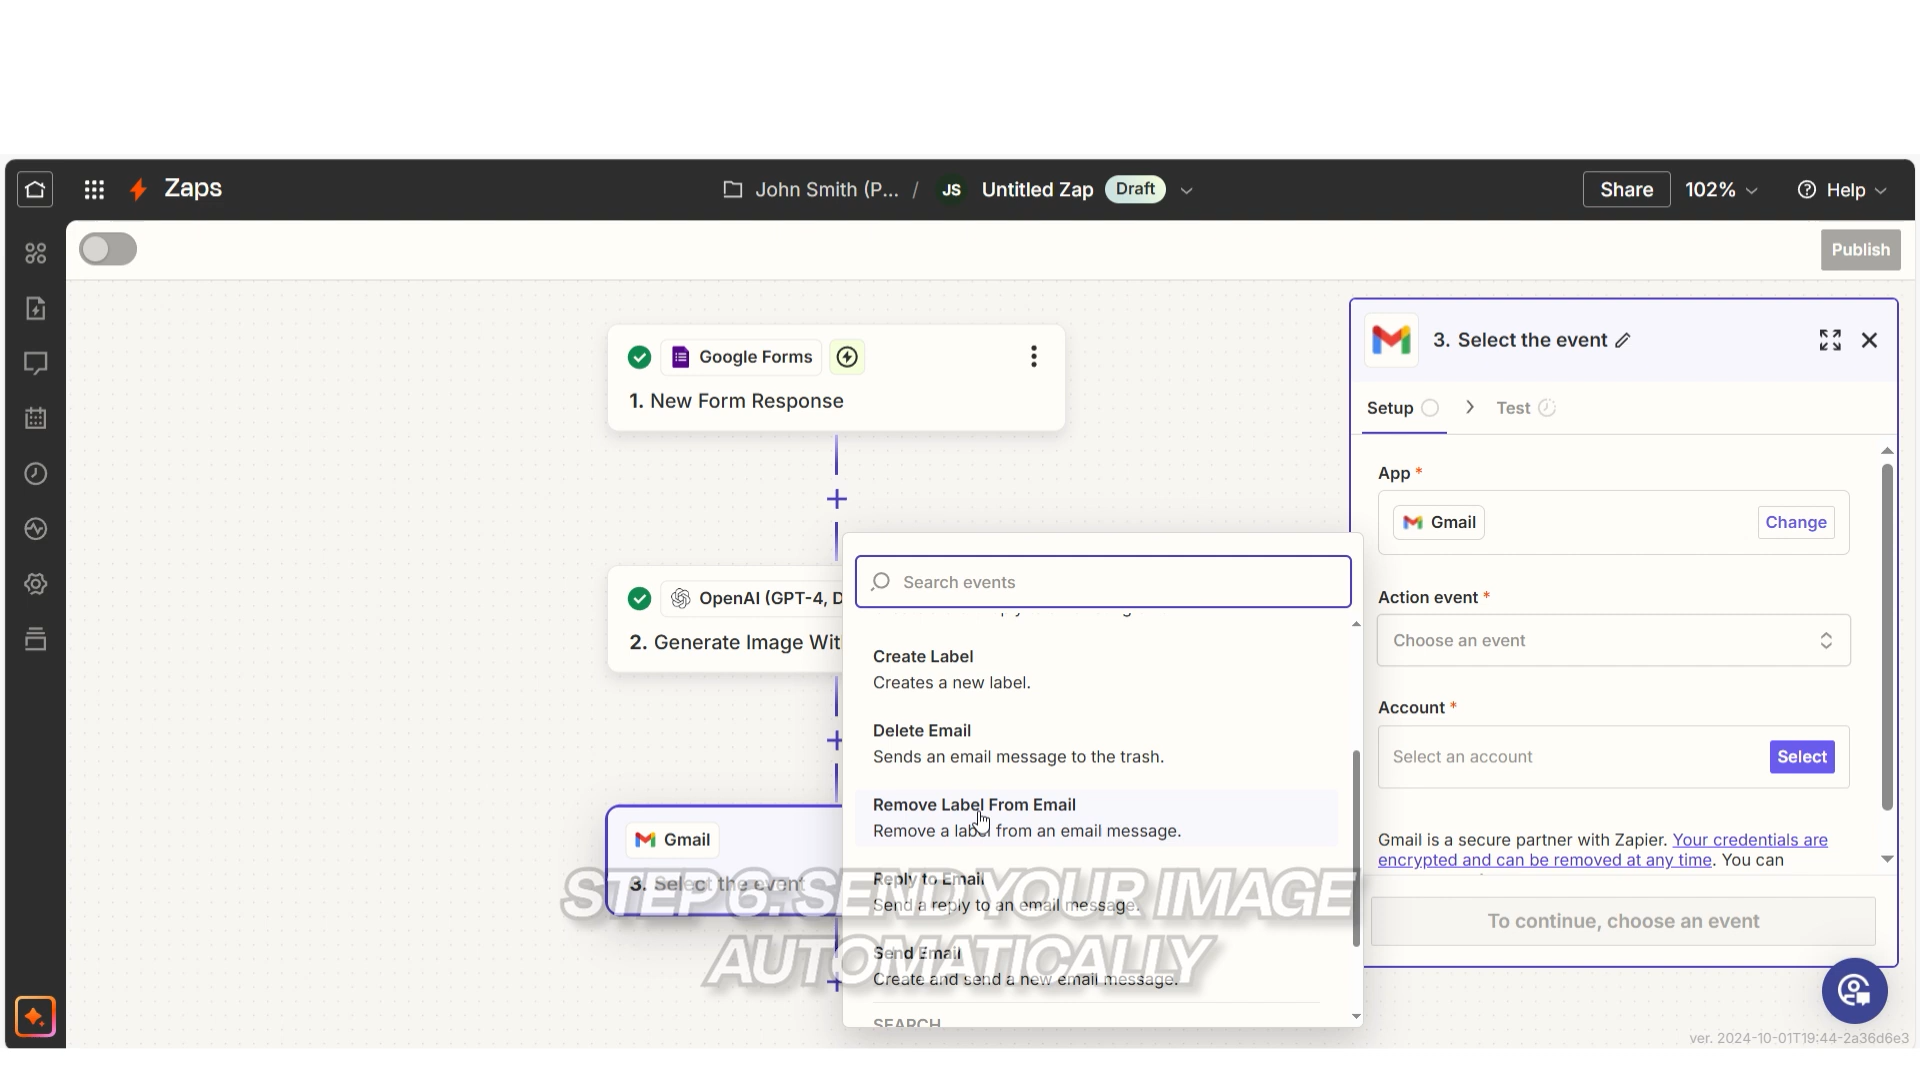 Zaps
John Smith (P... / JS Untitled Zap Draft
Share 102% Help
Publish
Google Forms
1. New Form Response
OpenAI (GPT-4, D
2. Generate Image Wit
Gmail
3. Select the event
Search events
Create Label
Creates a new label.
Delete Email
Sends an email message to the trash.
Remove Label From Email
Remove a label from an email message.
Reply to Email
Send a reply to an email message.
Send Email
Create and send a new email message.
SEARCH
STEP 6: SEND YOUR IMAGE
AUTOMATICALLY
3. Select the event
Setup Test
App *
Gmail Change
Action event *
Choose an event
Account *
Select an account Select
Gmail is a secure partner with Zapier. Your credentials are
encrypted and can be removed at any time. You can
To continue, choose an event
ver. 2024-10-01T19:44-2a36d6e3